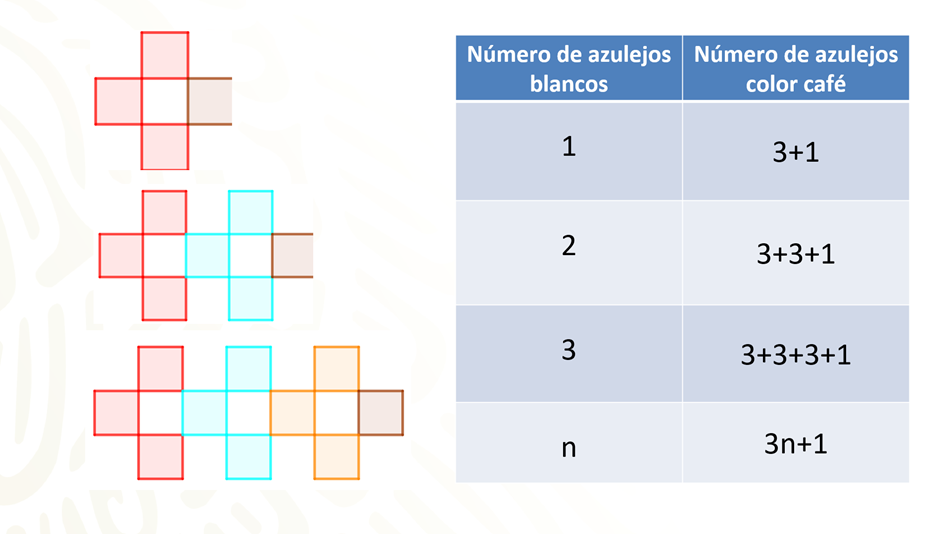 Número de azulejos blancos
Número de azulejos color café
1
3+1
2
3+3+1
3
3+3+3+1
n
3n+1